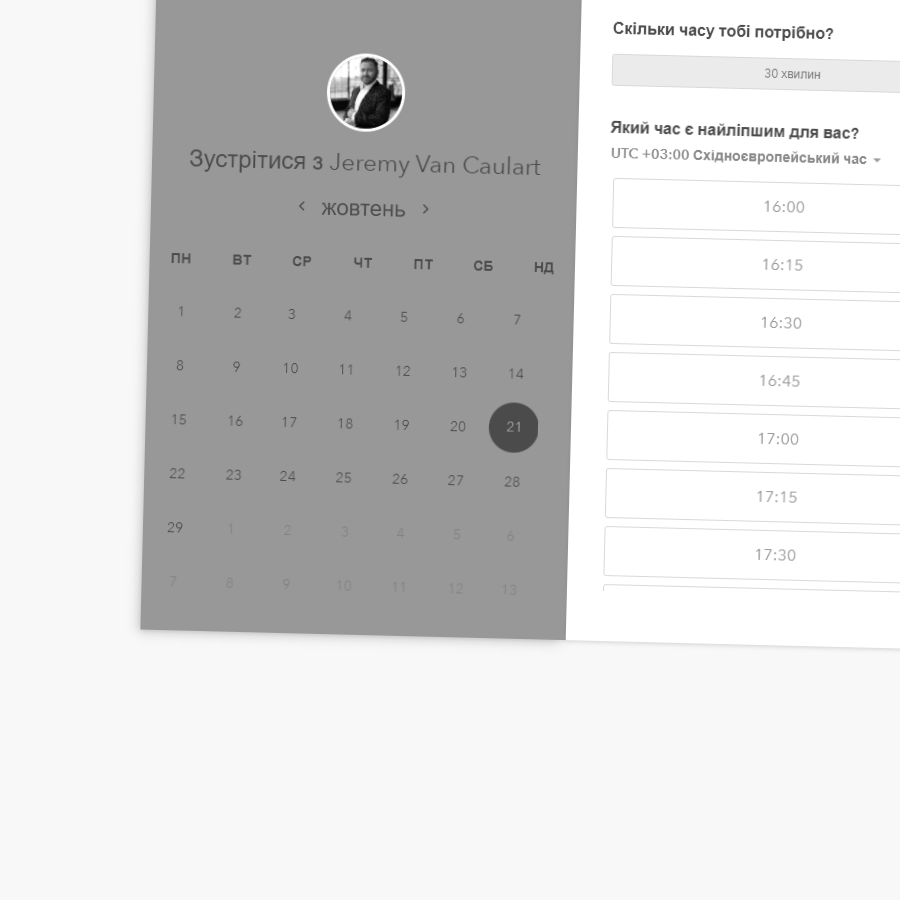 Зустрітися з Jeremy Van Caulart
жовтень
ПН ВТ СР ЧТ ПТ СБ НД
1 2 3 4 5 6 7
8 9 10 11 12 13 14
15 16 17 18 19 20 21
22 23 24 25 26 27 28
29 1 2 3 4 5 6
7 8 9 10 11 12 13
Скільки часу тобі потрібно?
30 хвилин
Який час є найліпшим для вас?
UTC +03:00 Східноєвропейський час
16:00
16:15
16:30
16:45
17:00
17:15
17:30